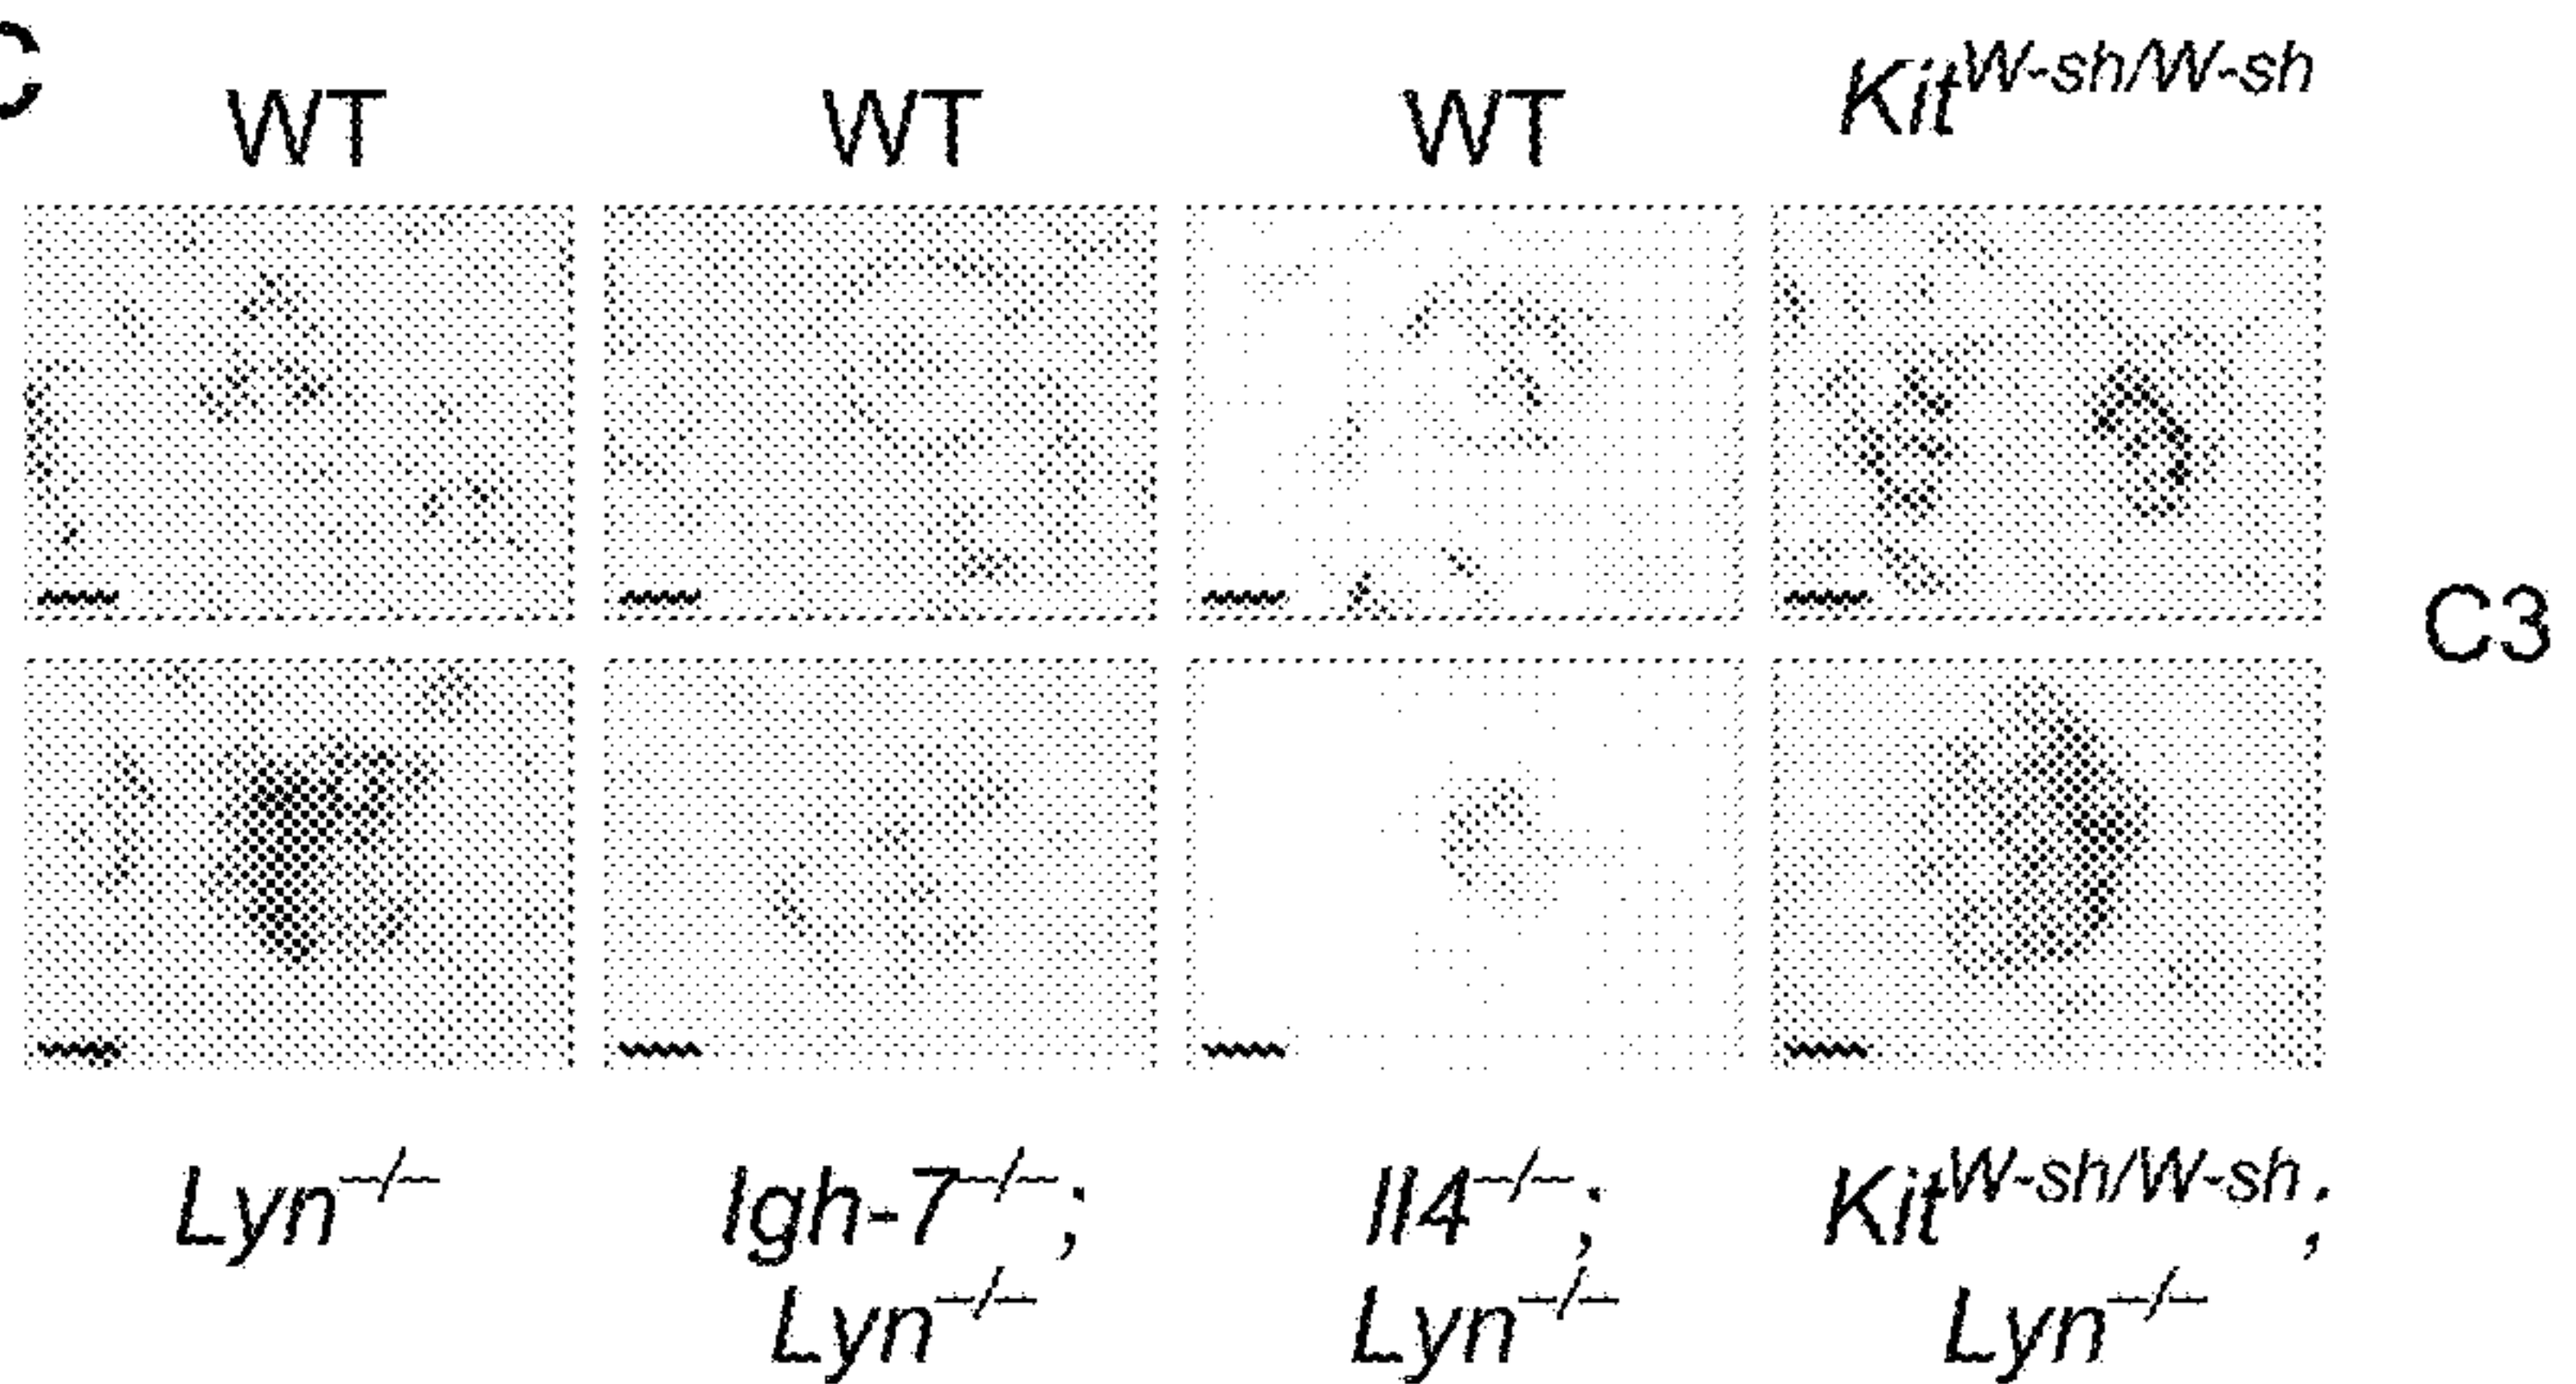 C
WT WT WT Kit^W-sh/W-sh
C3
Lyn^–/– Igh-7^–/–; Il4^–/–; Kit^W-sh/W-sh;
Lyn^–/– Lyn^–/– Lyn^–/–